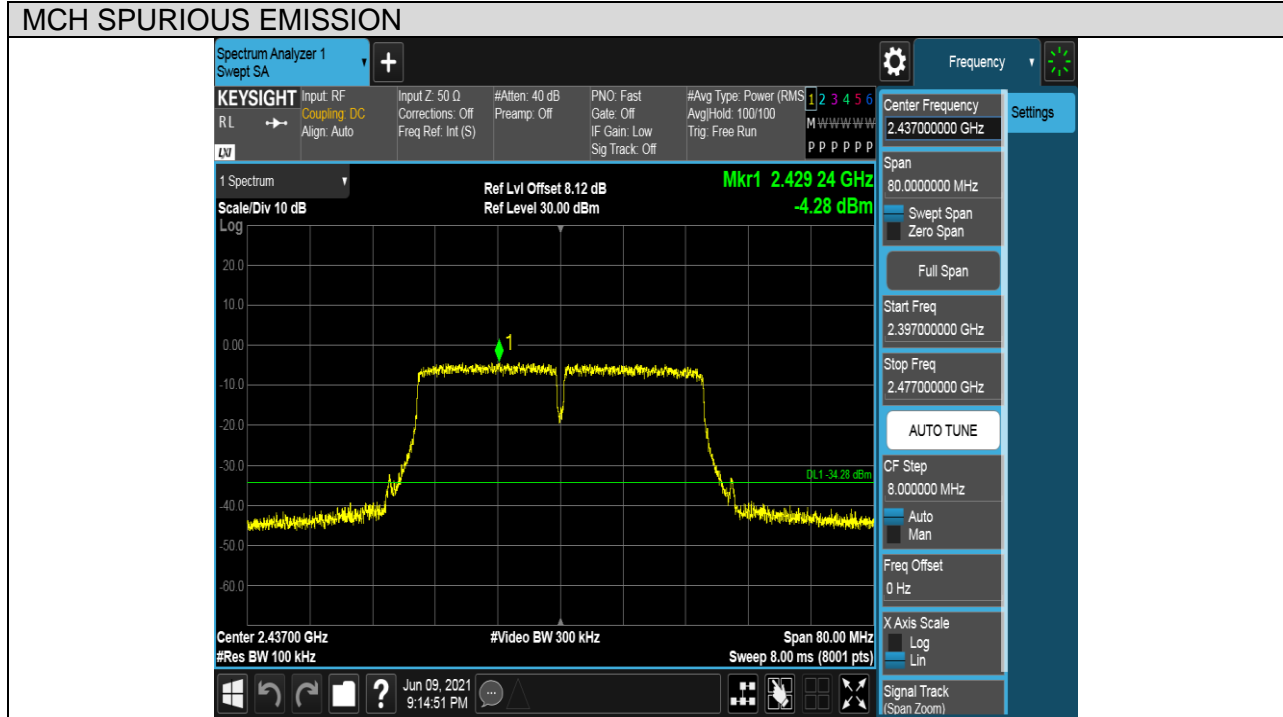 MCH SPURIOUS EMISSION
Spectrum Analyzer 1
Swept SA
+
Frequency
KEYSIGHT
RL
LXI
Input: RF
Coupling: DC
Align: Auto
Input Z: 50 Ω
Corrections: Off
Freq Ref: Int (S)
#Atten: 40 dB
Preamp: Off
PNO: Fast
Gate: Off
IF Gain: Low
Sig Track: Off
#Avg Type: Power (RMS
Avg|Hold: 100/100
Trig: Free Run
1 2 3 4 5 6
M W W W W W
P P P P P P
1 Spectrum
Scale/Div 10 dB
Log
Ref Lvl Offset 8.12 dB
Ref Level 30.00 dBm
Mkr1 2.429 24 GHz
-4.28 dBm
20.0
10.0
0.00
-10.0
-20.0
-30.0
-40.0
-50.0
-60.0
1
DL1 -34.28 dBm
Center 2.43700 GHz
#Res BW 100 kHz
#Video BW 300 kHz
Span 80.00 MHz
Sweep 8.00 ms (8001 pts)
Center Frequency
2.437000000 GHz
Settings
Span
80.0000000 MHz
Swept Span
Zero Span
Full Span
Start Freq
2.397000000 GHz
Stop Freq
2.477000000 GHz
AUTO TUNE
CF Step
8.000000 MHz
Auto
Man
Freq Offset
0 Hz
X Axis Scale
Log
Lin
Signal Track
(Span Zoom)
?
Jun 09, 2021
9:14:51 PM